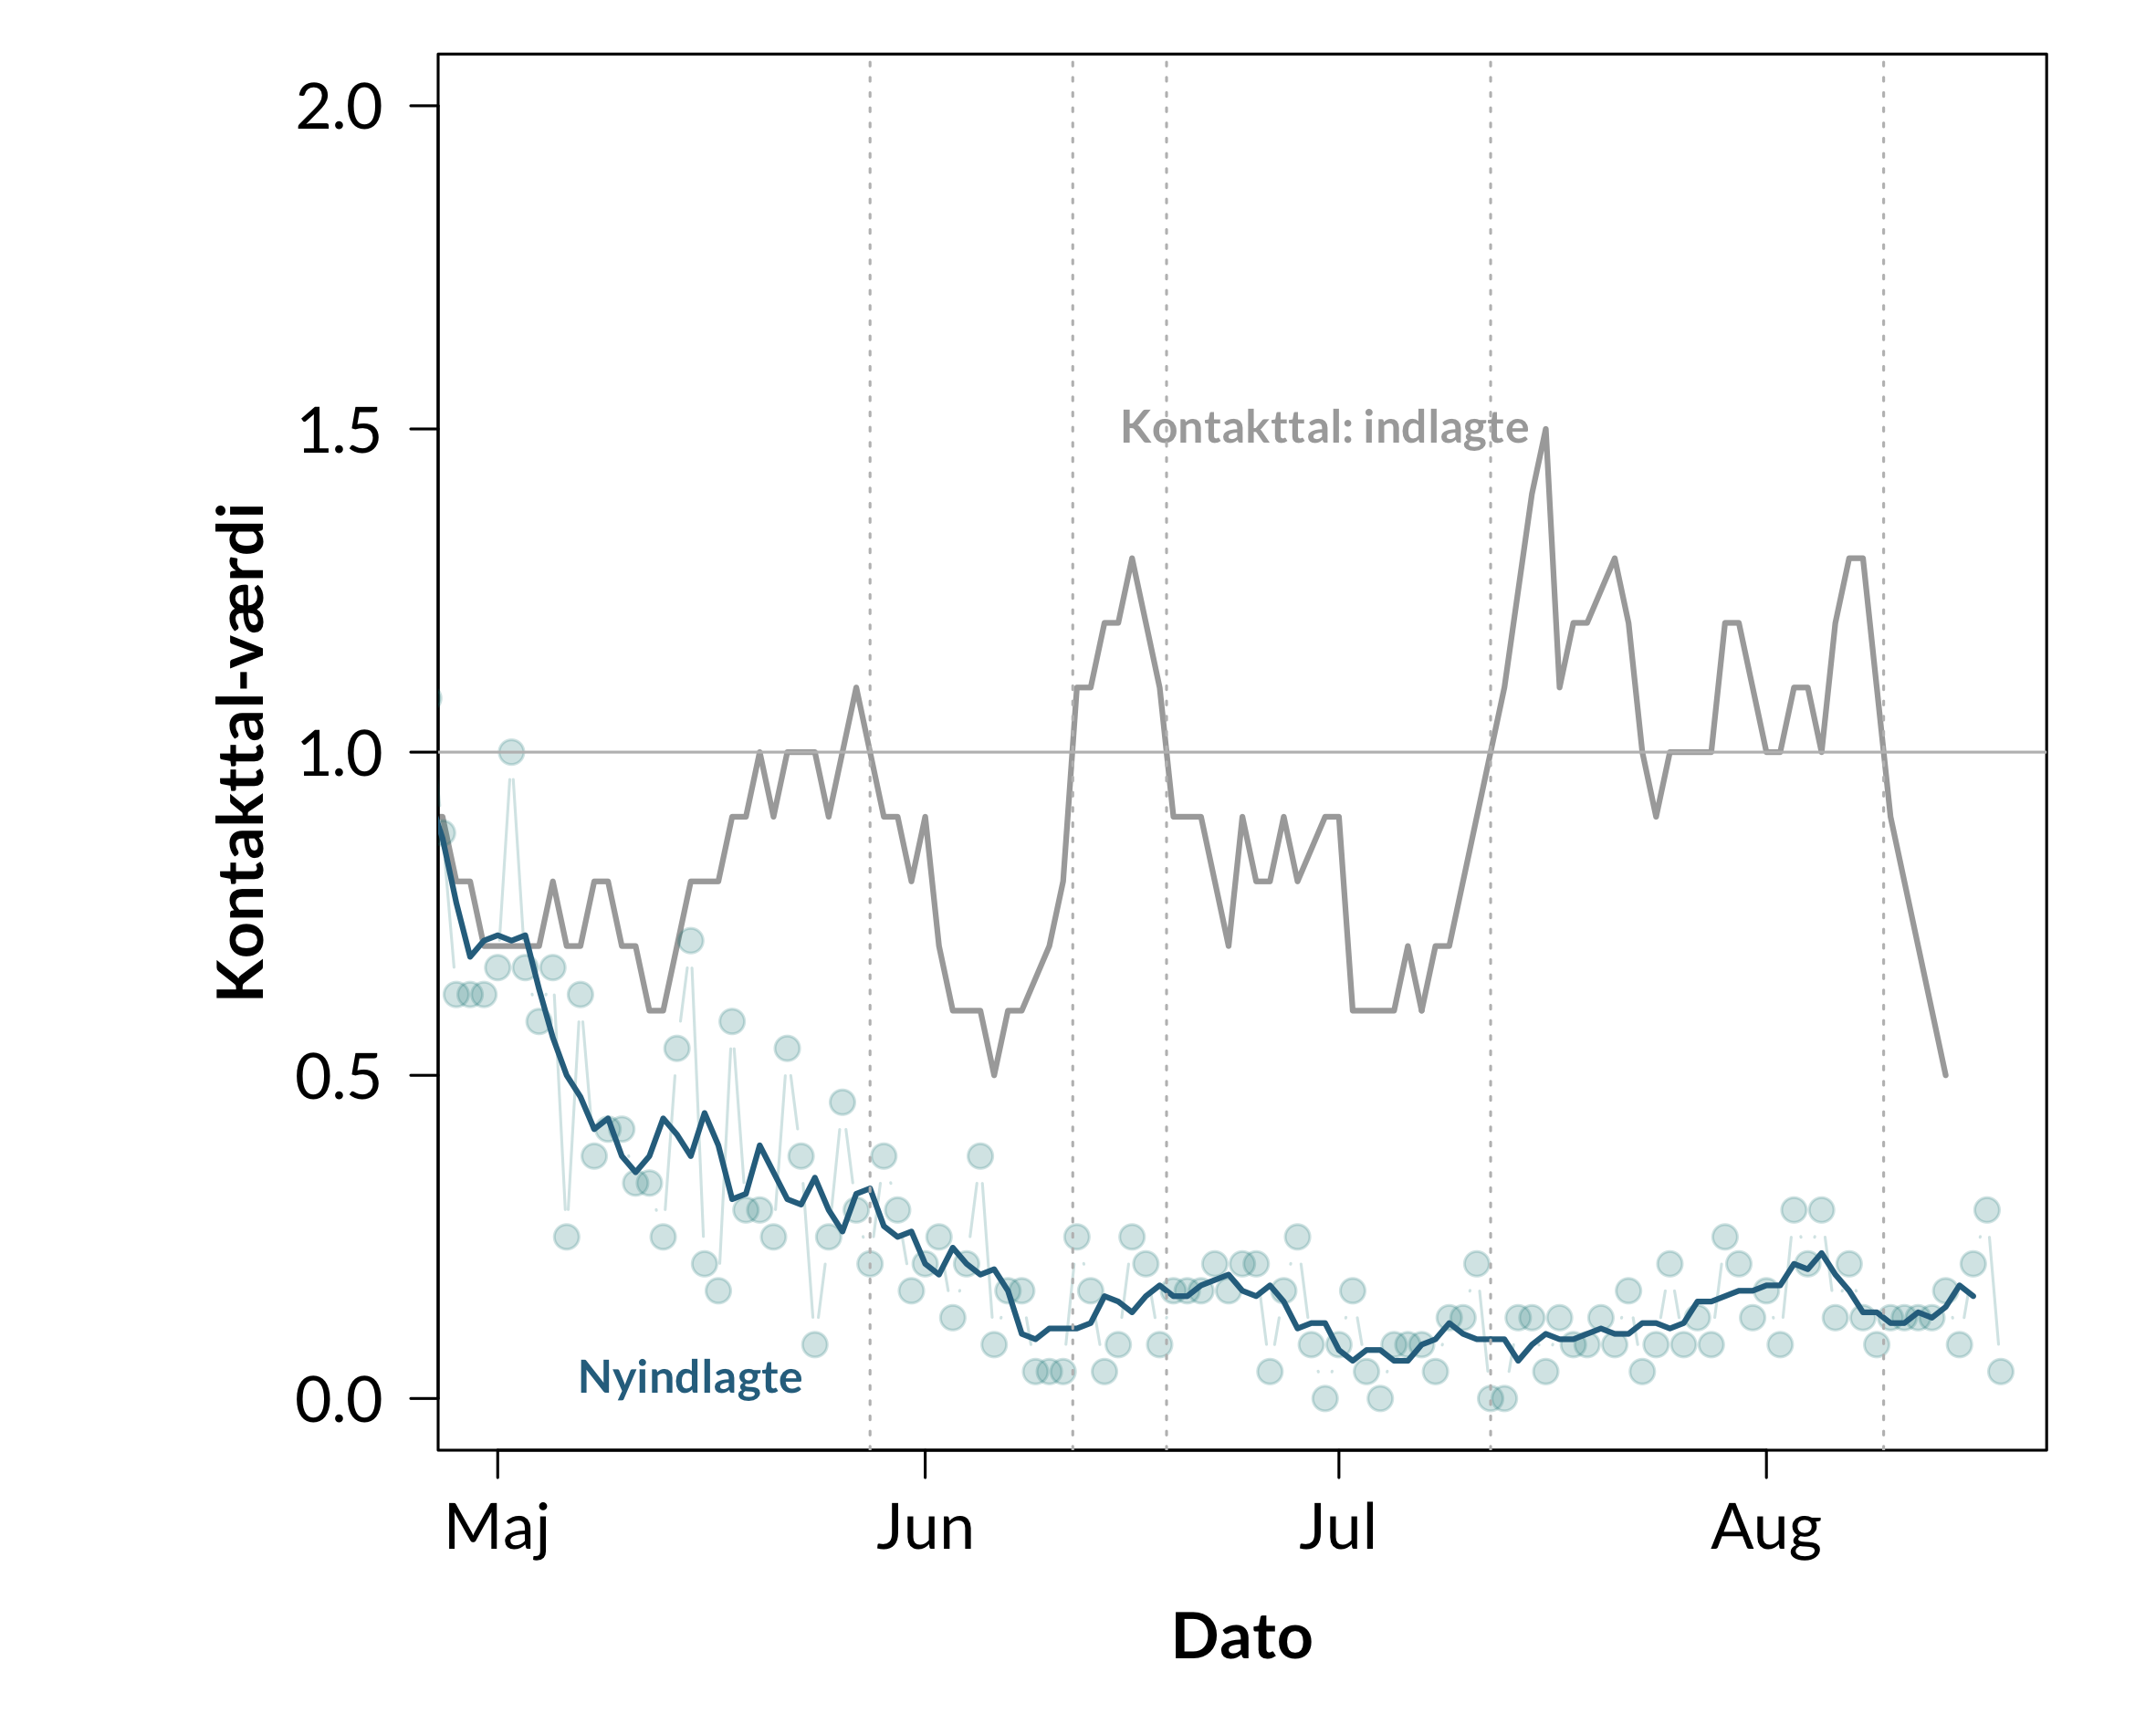 2.0
1.5
1.0
0.5
0.0
Kontakttal-værdi
Kontakttal: indlagte
Nyindlagte
Maj Jun Jul Aug
Dato